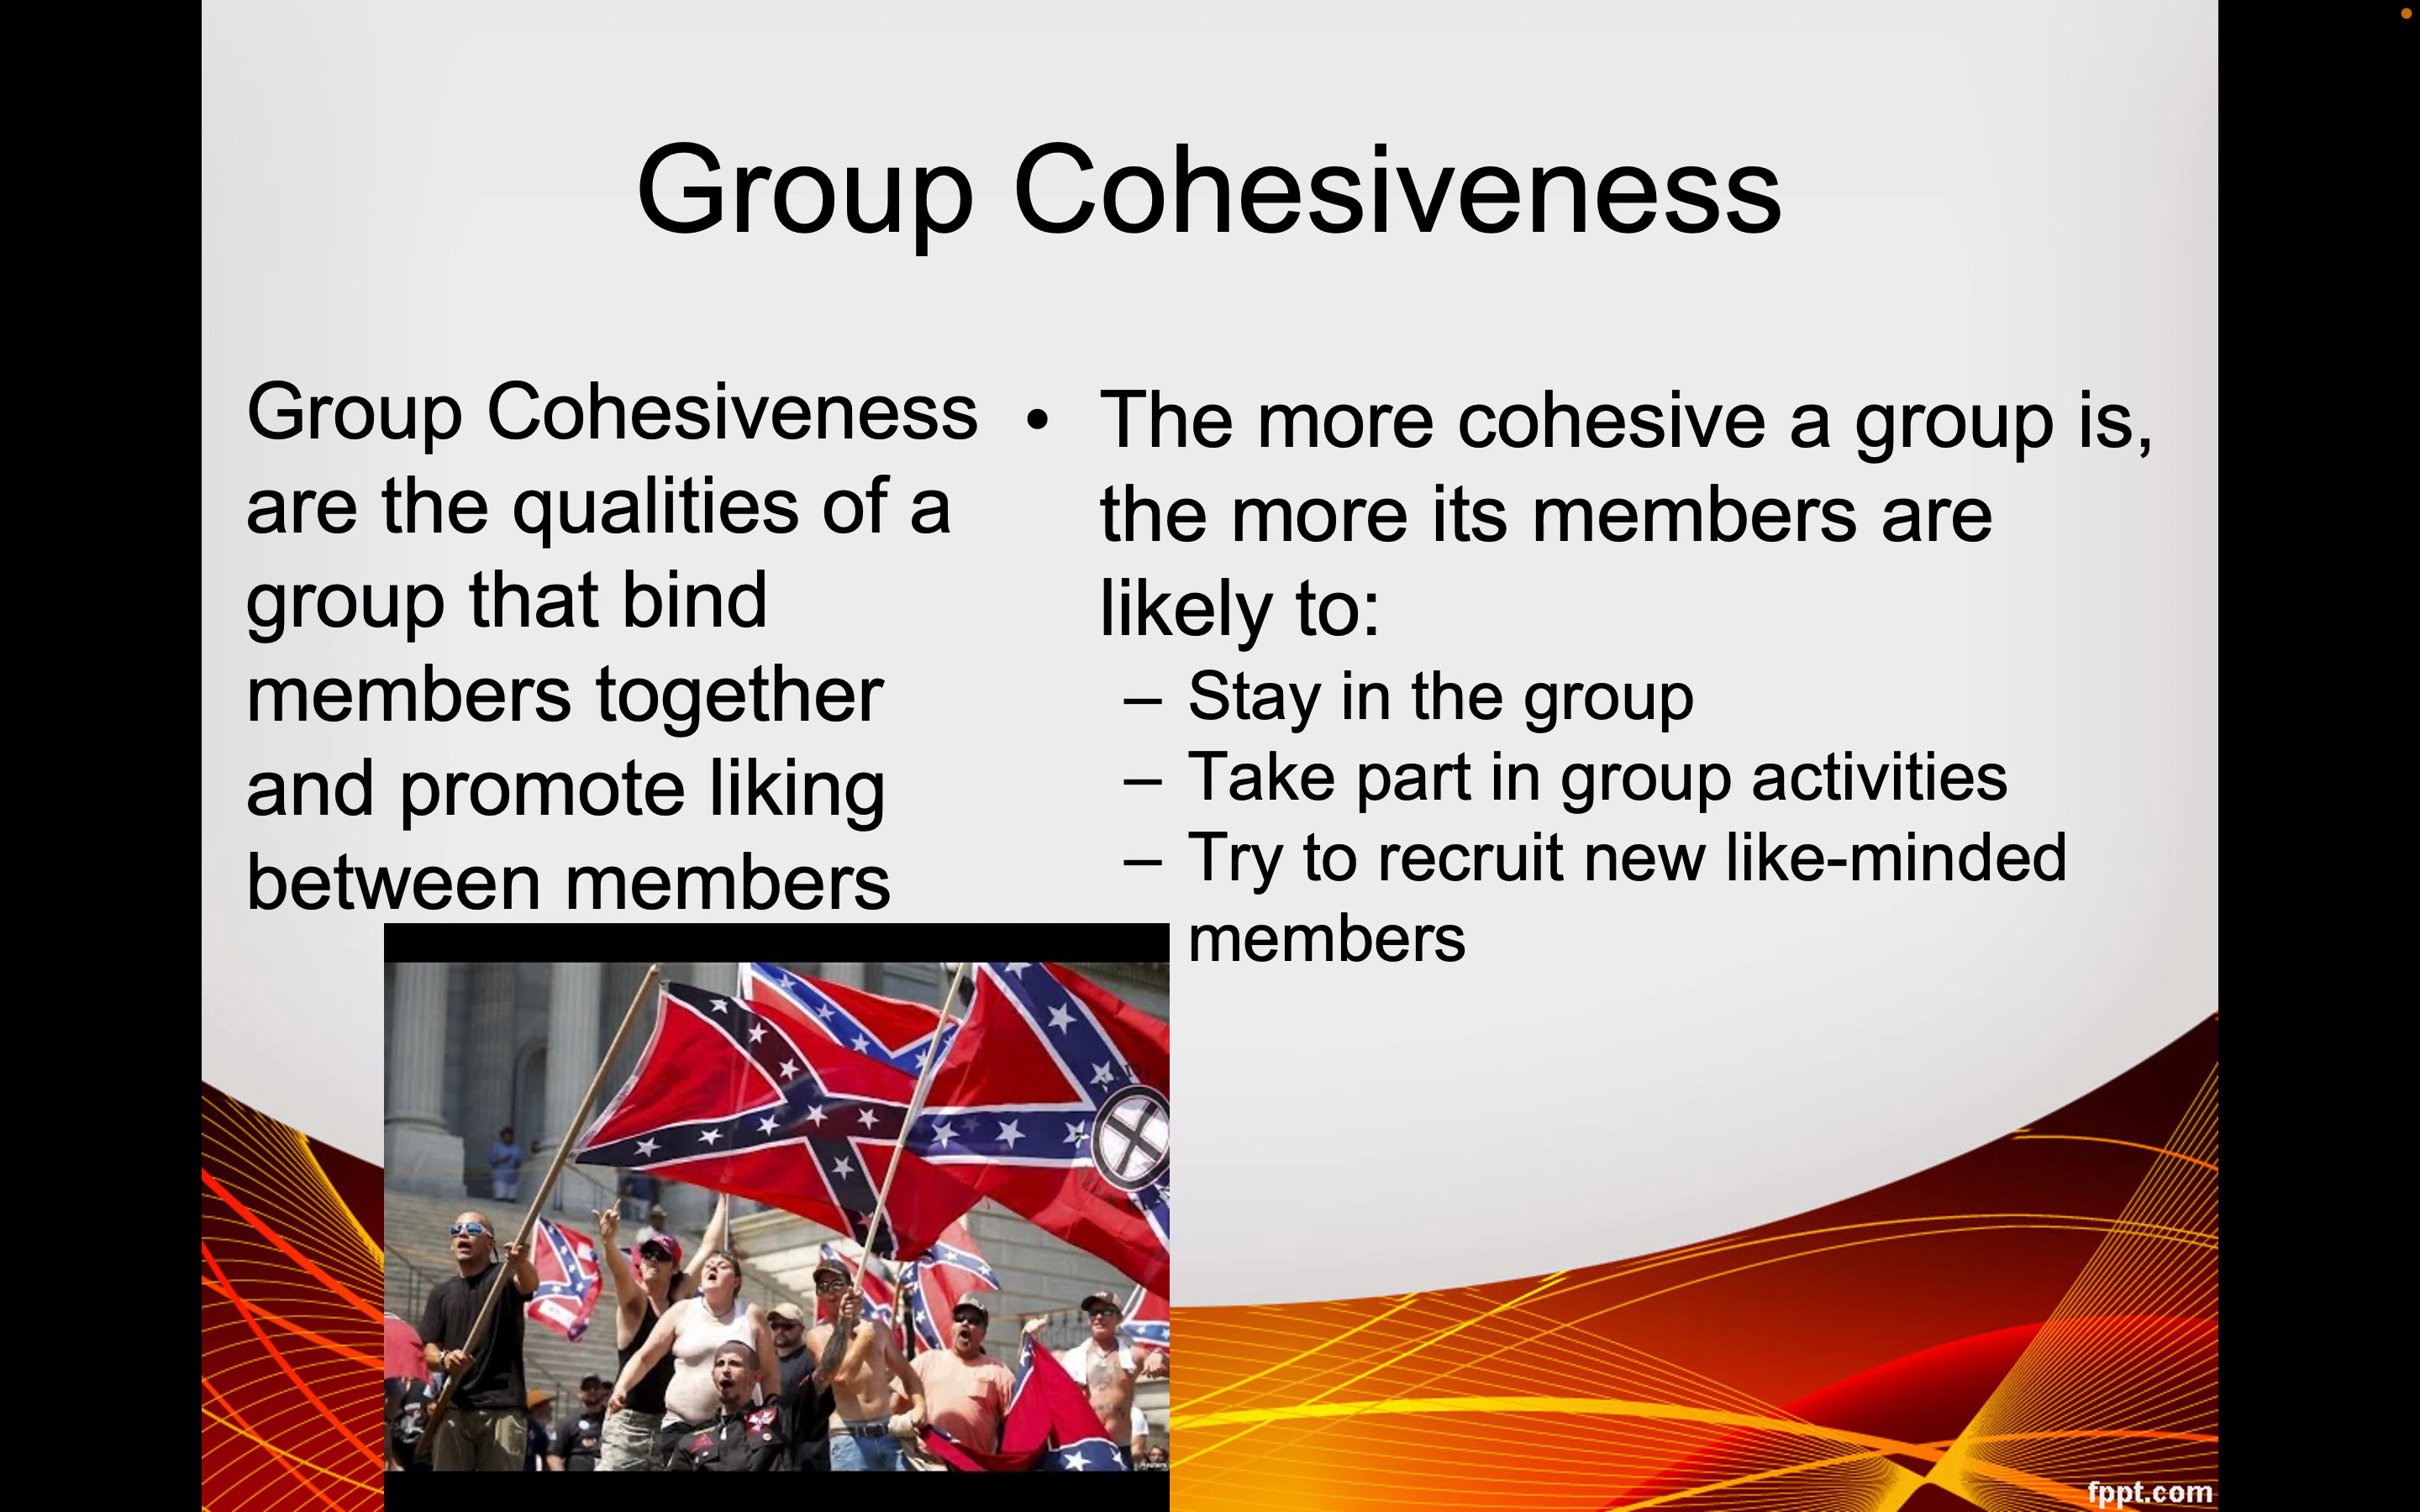 Group Cohesiveness
Group Cohesiveness
are the qualities of a
group that bind
members together
and promote liking
between members
• The more cohesive a group is,
the more its members are
likely to:
– Stay in the group
– Take part in group activities
– Try to recruit new like-minded
members
fppt.com